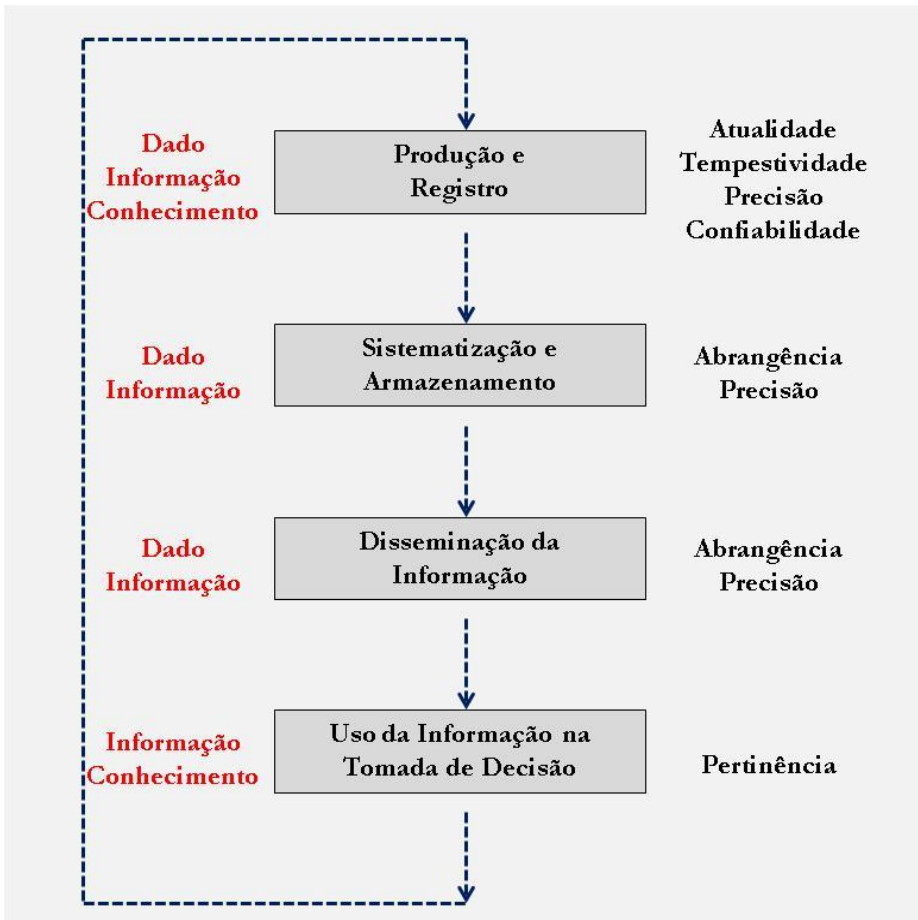 Dado
Informação
Conhecimento
Produção e
Registro
Atualidade
Tempestividade
Precisão
Confiabilidade
Dado
Informação
Sistematização e
Armazenamento
Abrangência
Precisão
Dado
Informação
Disseminação da
Informação
Abrangência
Precisão
Informação
Conhecimento
Uso da Informação na
Tomada de Decisão
Pertinência